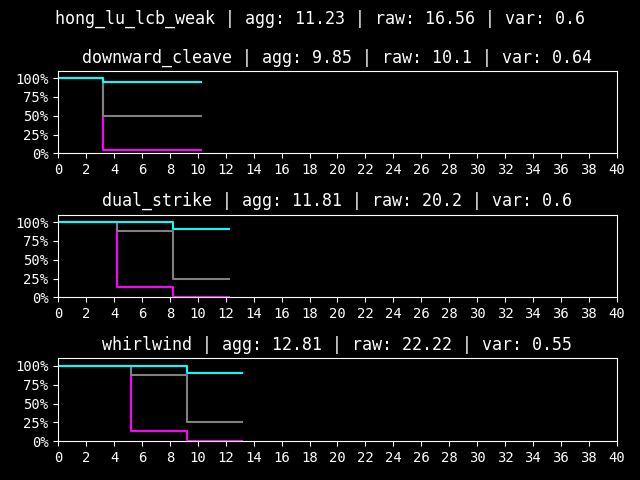 hong_lu_lcb_weak | agg: 11.23 | raw: 16.56 | var: 0.6
downward_cleave | agg: 9.85 | raw: 10.1 | var: 0.64
100%
75%
50%
25%
0%
0 2 4 6 8 10 12 14 16 18 20 22 24 26 28 30 32 34 36 38 40
dual_strike | agg: 11.81 | raw: 20.2 | var: 0.6
100%
75%
50%
25%
0%
0 2 4 6 8 10 12 14 16 18 20 22 24 26 28 30 32 34 36 38 40
whirlwind | agg: 12.81 | raw: 22.22 | var: 0.55
100%
75%
50%
25%
0%
0 2 4 6 8 10 12 14 16 18 20 22 24 26 28 30 32 34 36 38 40